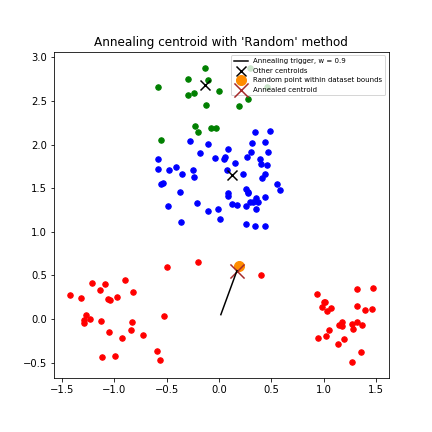 Annealing centroid with 'Random' method
Annealing trigger, w = 0.9
Other centroids
Random point within dataset bounds
Annealed centroid
3.0
2.5
2.0
1.5
1.0
0.5
0.0
−0.5
−1.5 −1.0 −0.5 0.0 0.5 1.0 1.5